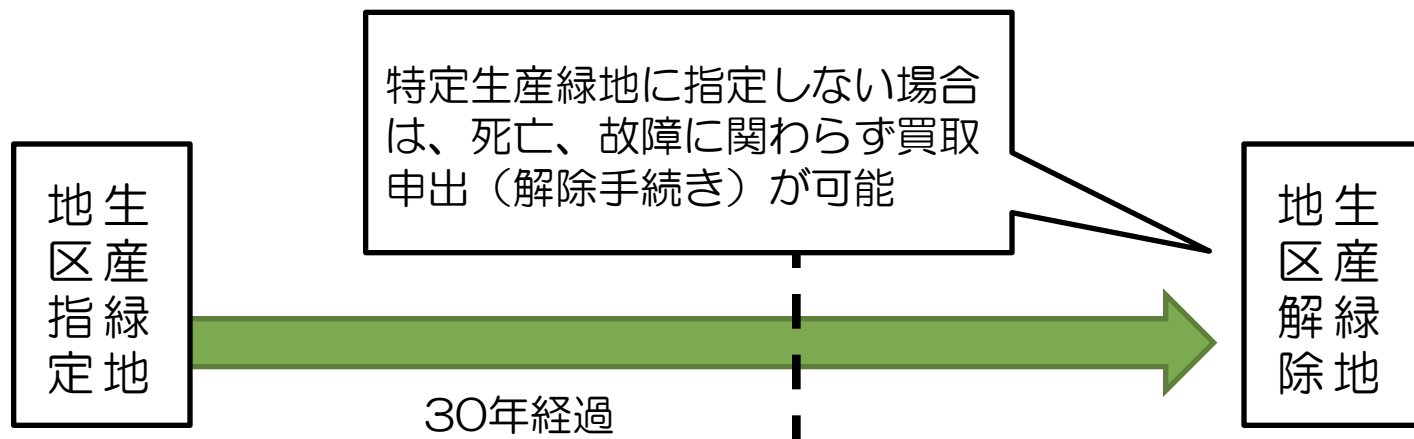 特定生産緑地に指定しない場合
は、死亡、故障に関わらず買取
申出（解除手続き）が可能
生産緑地
地区指定
生産緑地
地区解除
30年経過